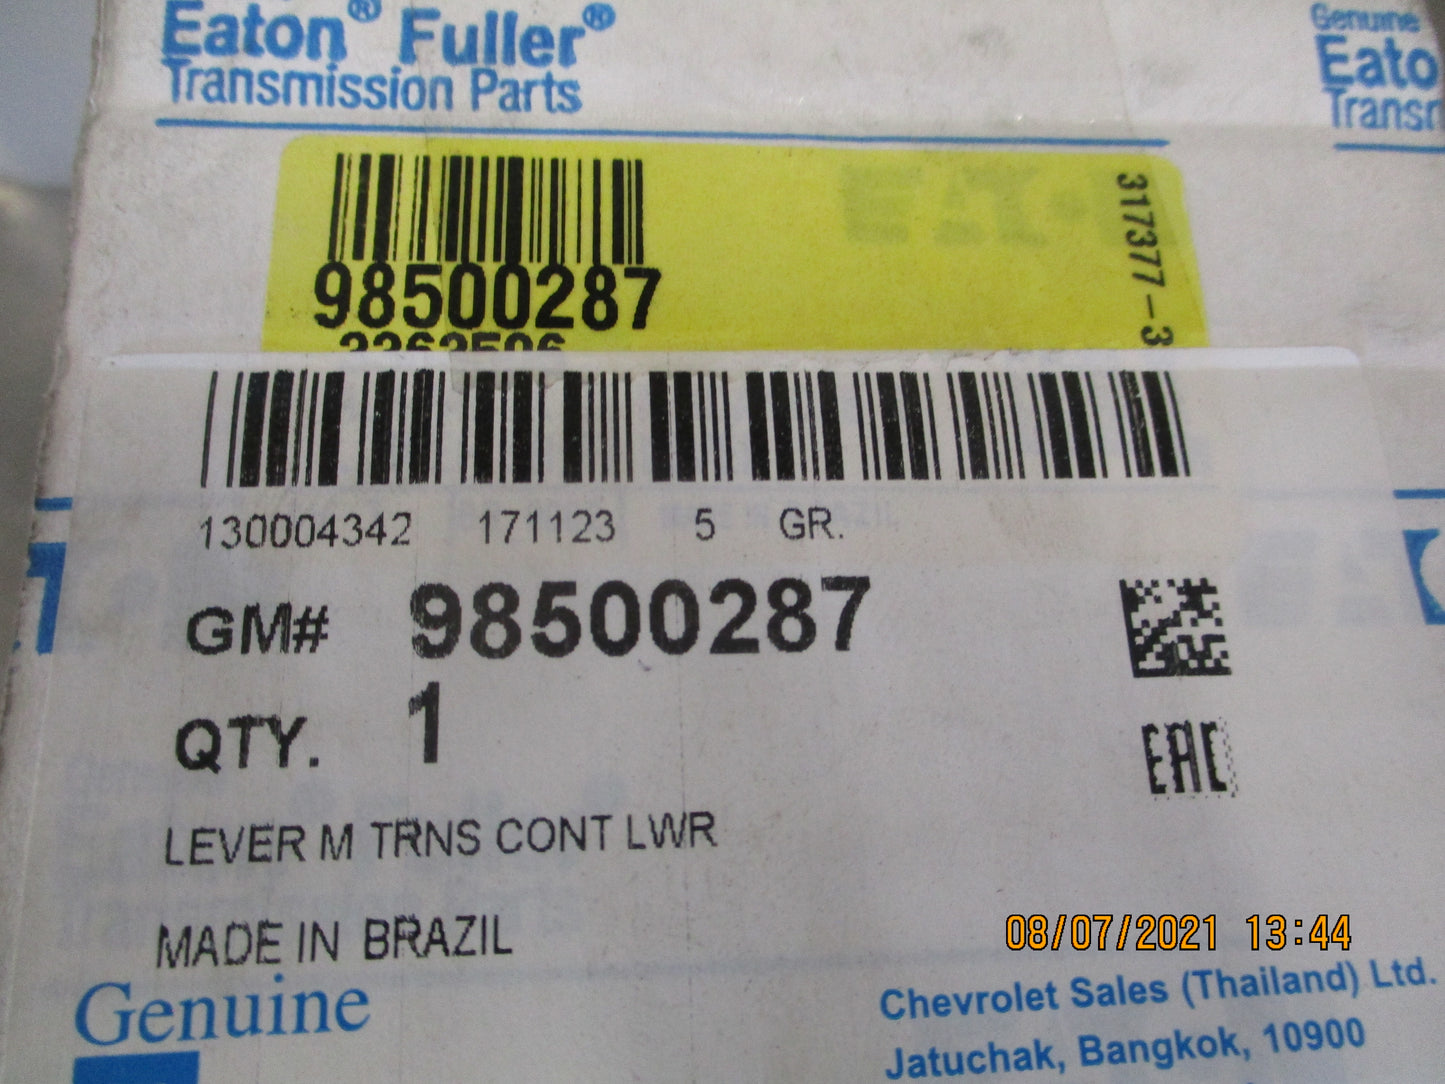 Eaton® Fuller®
Transmission Parts
Genuine
Eato
Transm
98500287
317377-3
3362506
130004342 171123 5 GR.
GM# 98500287
QTY. 1
EAC
LEVER M TRNS CONT LWR
MADE IN BRAZIL
08/07/2021 13:44
Genuine
Chevrolet Sales (Thailand) Ltd.
Jatuchak, Bangkok, 10900